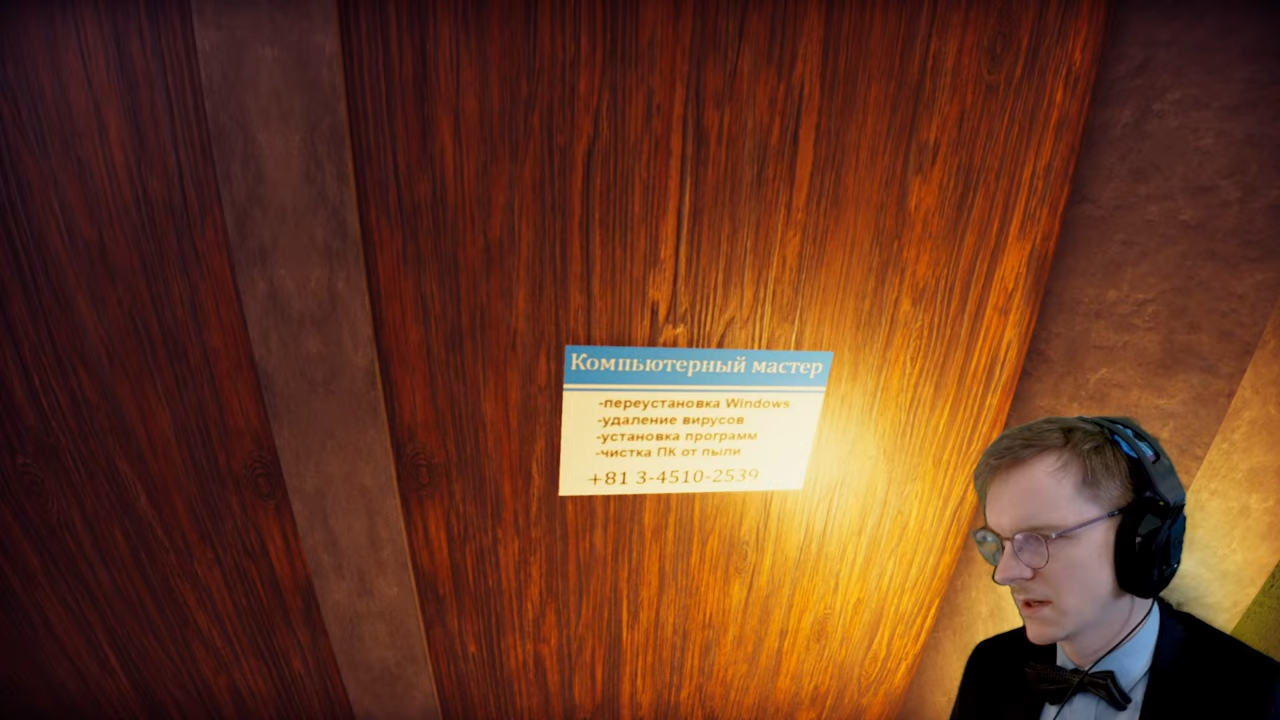 Компьютерный мастер
-переустановка Windows
-удаление вирусов
-установка программ
-чистка ПК от пыли
+81 3-4510-2539